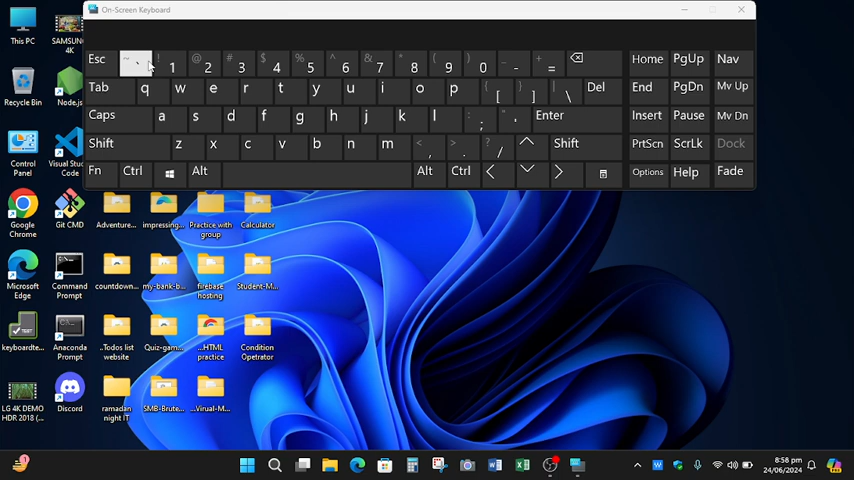 On-Screen Keyboard
Esc ~ ` ! 1 @ 2 # 3 $ 4 % 5 ^ 6 & 7 * 8 ( 9 ) 0 _ - + = Home PgUp Nav
Tab q w e r t y u i o p { [ } ] | \ Del End PgDn Mv Up
Caps a s d f g h j k l : ; " ' Enter Insert Pause Mv Dn
Shift z x c v b n m < , > . ? / Shift PrtScn ScrLk Dock
Fn Ctrl Alt Alt Ctrl Options Help Fade
This PC
SAMSUNG 4K
Recycle Bin
Node.js
Control Panel
Visual Studio Code
Google Chrome
Git CMD
Adventure...
impressing...
Practice with group
Calculator
Microsoft Edge
Command Prompt
countdown...
my-bank-b...
firebase hosting
Student-M...
keyboardte...
Anaconda Prompt
..Todos list website
Quiz-gam...
...HTML practice
Condition Opetrator
LG 4K DEMO HDR 2018 (...
Discord
ramadan night IT
SMB-Brute...
..Virual-M...
1
8:58 pm
24/06/2024